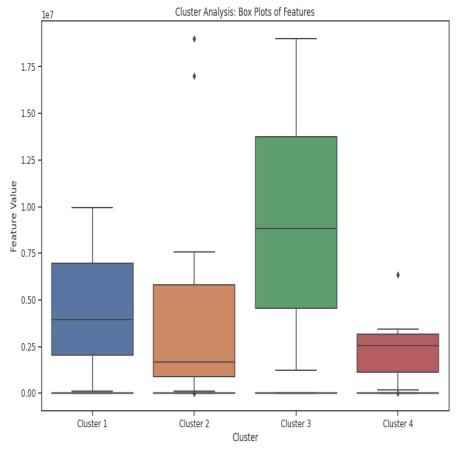 Cluster Analysis: Box Plots of Features
1e7
1.75
1.50
1.25
1.00
0.75
0.50
0.25
0.00
Feature Value
Cluster 1 Cluster 2 Cluster 3 Cluster 4
Cluster